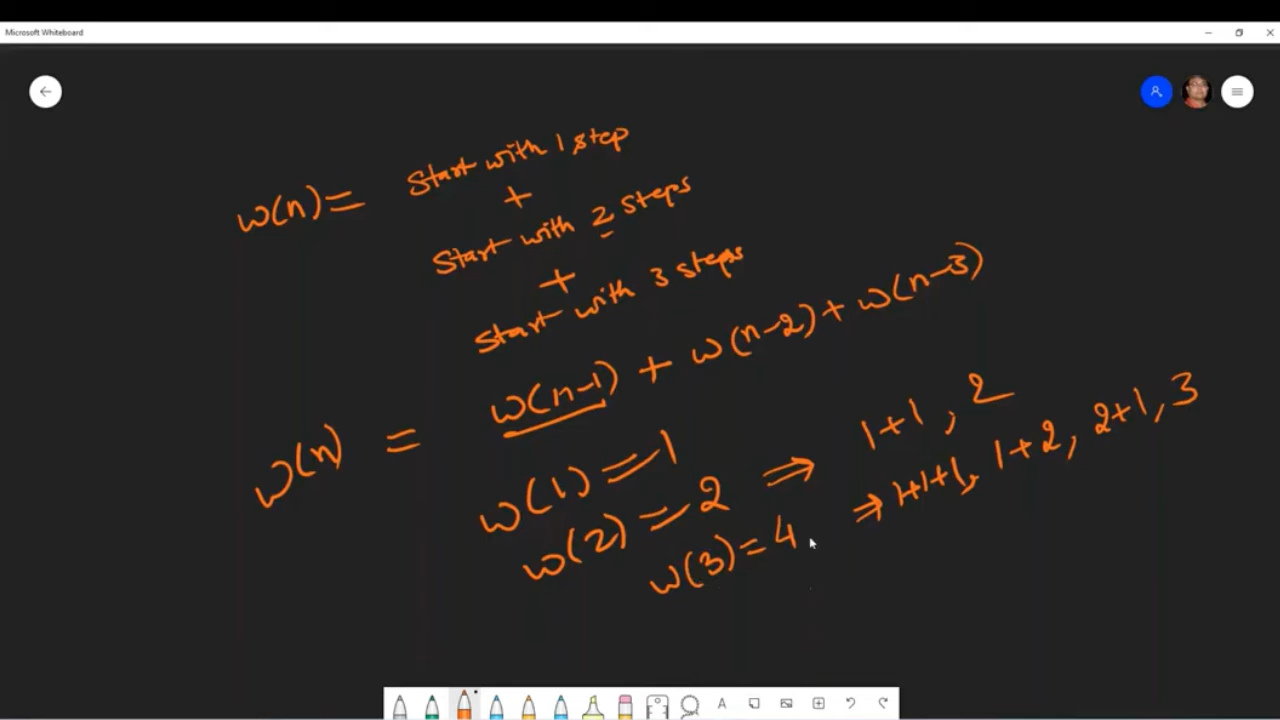 Microsoft Whiteboard
Start with 1 step
w(n)=
+
Start with 2 steps
+
Start with 3 steps
w(n) = w(n-1) + w(n-2) + w(n-3)
w(1) = 1
w(2) = 2 ⇒ 1+1, 2
w(3) = 4 ⇒ 1+1+1, 1+2, 2+1, 3
A